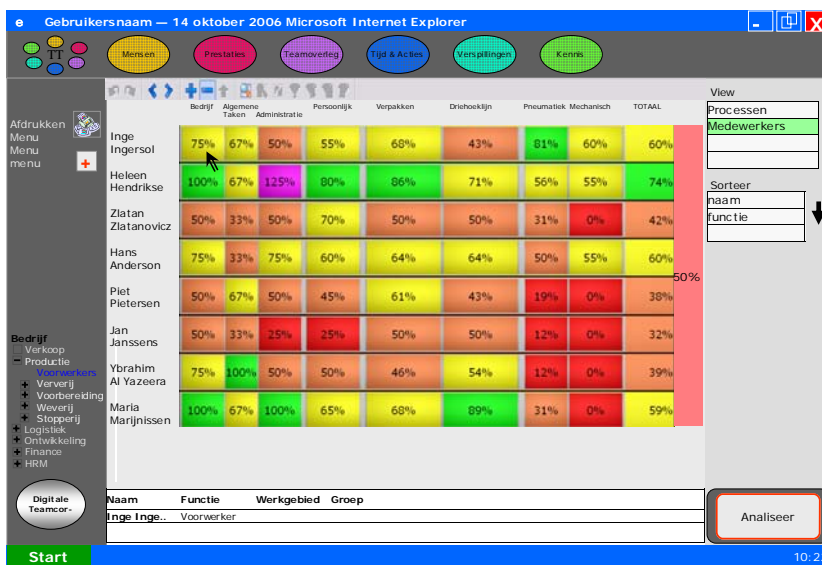 e Gebruikersnaam — 14 oktober 2006 Microsoft Internet Explorer
X
TT Mensen Prestaties Teamoverleg Tijd & Acties Verspillingen Kennis
View
Processen
Medewerkers
Sorteer
naam
functie
Afdrukken
Menu
Menu
menu
Bedrijf Algemene Taken Administratie Persoonlijk Verpakken Driehoeklijn Pneumatiek Mechanisch TOTAAL
Inge Ingersol 75% 67% 50% 55% 68% 43% 81% 60% 60%
Heleen Hendrikse 100% 67% 125% 80% 86% 71% 56% 55% 74%
Zlatan Zlatanovicz 50% 33% 50% 70% 50% 50% 31% 0% 42%
Hans Anderson 75% 33% 75% 60% 64% 64% 50% 55% 60%
50%
Piet Pietersen 50% 67% 50% 45% 61% 43% 19% 0% 38%
Jan Janssens 50% 33% 25% 25% 50% 50% 12% 0% 32%
Ybrahim Al Yazeera 75% 100% 50% 50% 46% 54% 12% 0% 39%
Maria Marijnissen 100% 67% 100% 65% 68% 89% 31% 0% 59%
Bedrijf
Verkoop
Productie
Voorwerkers
Ververij
Voorbereiding
Weverij
Stopperij
Logistiek
Ontwikkeling
Finance
HRM
Digitale
Teamcor-
Naam Functie Werkgebied Groep
Inge Inge.. Voorwerker
Analiseer
Start